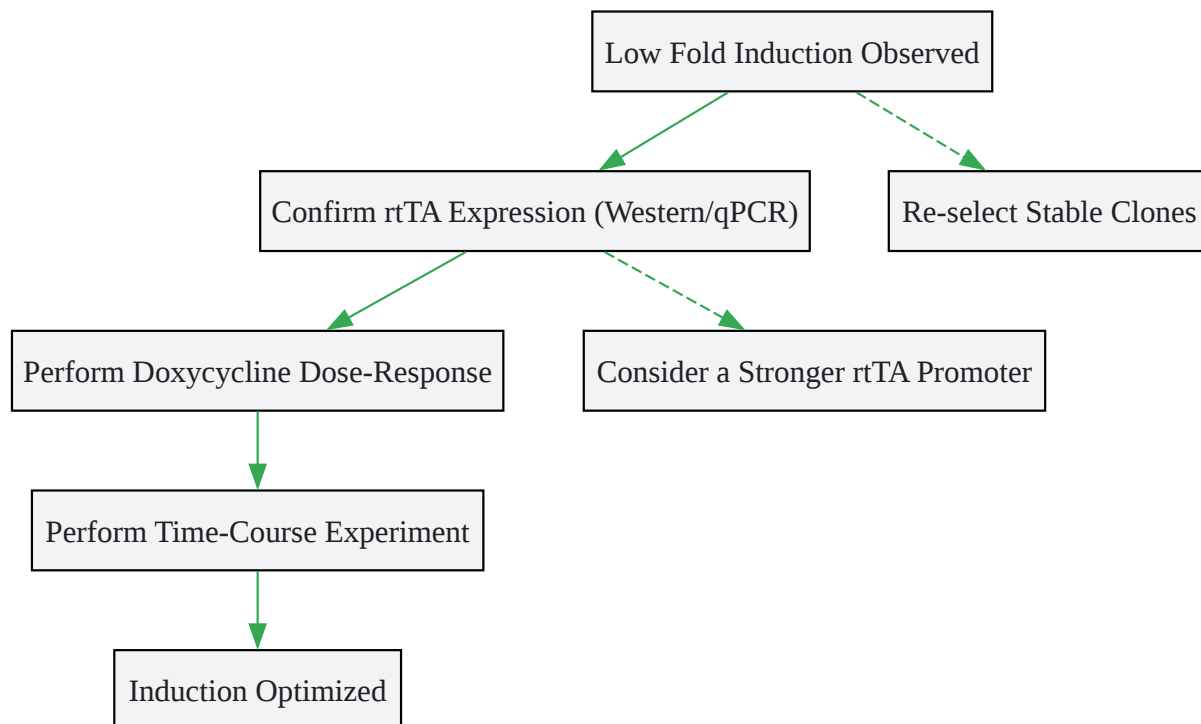 Low Fold Induction Observed
Confirm rtTA Expression (Western/qPCR)
Re-select Stable Clones
Perform Doxycycline Dose-Response
Consider a Stronger rtTA Promoter
Perform Time-Course Experiment
Induction Optimized